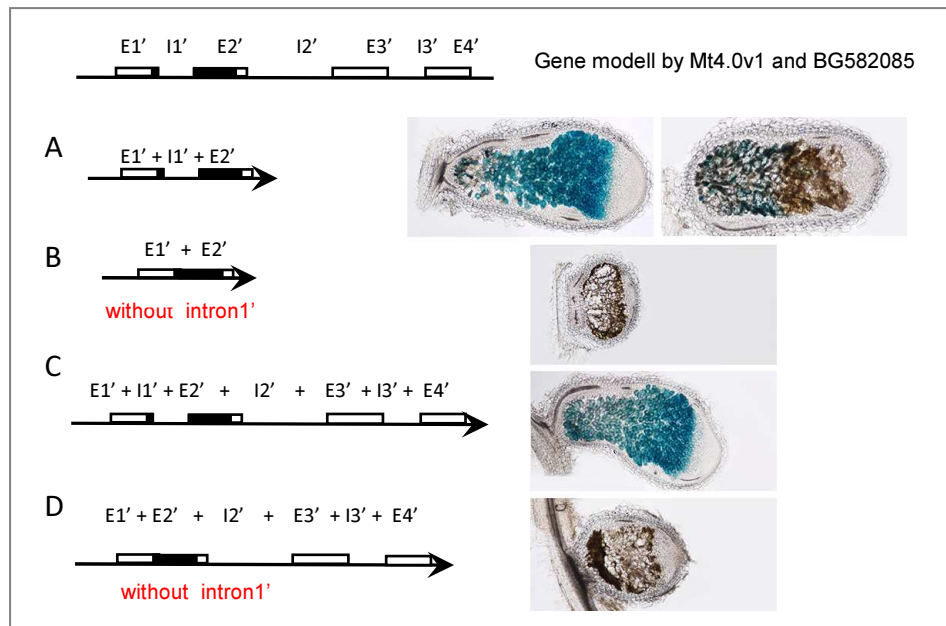 E1’ I1’ E2’ I2’ E3’ I3’ E4’
Gene modell by Mt4.0v1 and BG582085
A
E1’ + I1’ + E2’
B
E1’ + E2’
without intron1’
C
E1’ + I1’ + E2’ + I2’ + E3’ + I3’ + E4’
D
E1’ + E2’ + I2’ + E3’ + I3’ + E4’
without intron1’